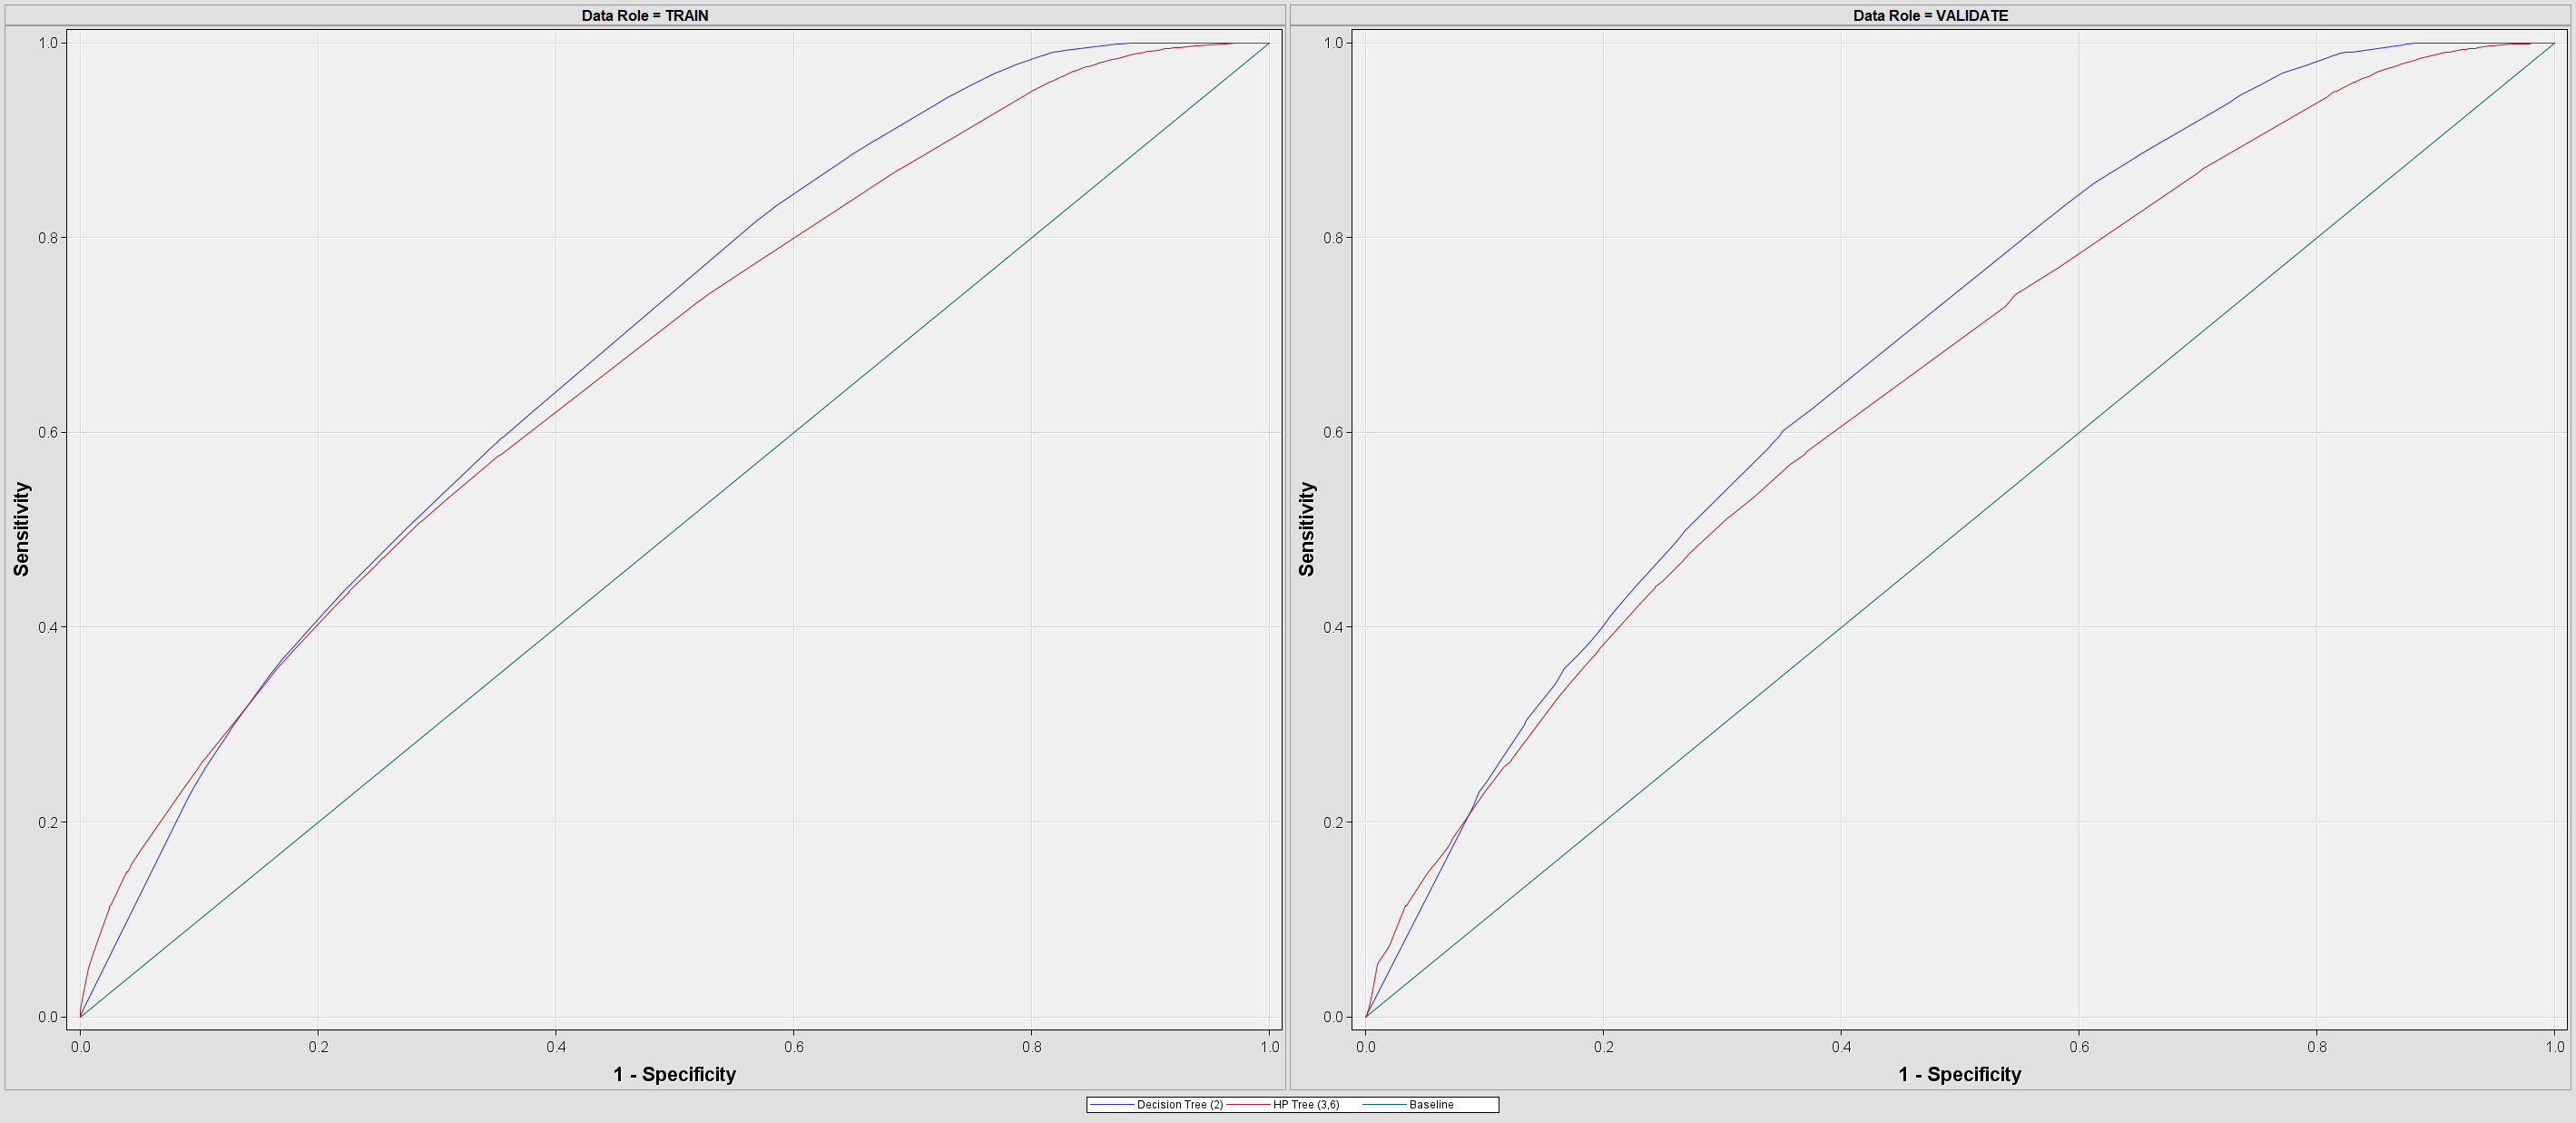 Data Role = TRAIN
1.0
0.8
0.6
0.4
0.2
0.0
Sensitivity
0.0 0.2 0.4 0.6 0.8 1.0
1 - Specificity
Data Role = VALIDATE
1.0
0.8
0.6
0.4
0.2
0.0
Sensitivity
0.0 0.2 0.4 0.6 0.8 1.0
1 - Specificity
Decision Tree (2) HP Tree (3,6) Baseline